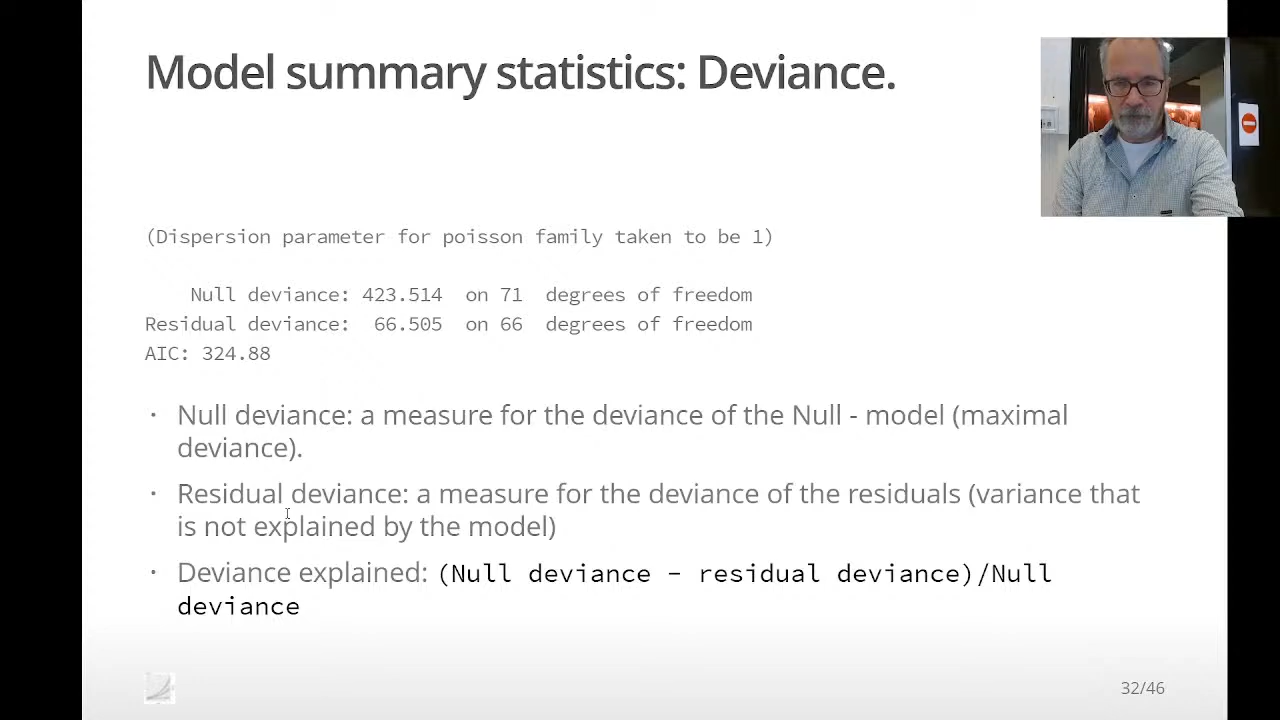 Model summary statistics: Deviance.
(Dispersion parameter for poisson family taken to be 1)
Null deviance: 423.514 on 71 degrees of freedom
Residual deviance: 66.505 on 66 degrees of freedom
AIC: 324.88
· Null deviance: a measure for the deviance of the Null - model (maximal
deviance).
· Residual deviance: a measure for the deviance of the residuals (variance that
is not explained by the model)
· Deviance explained: (Null deviance - residual deviance)/Null
deviance
32/46